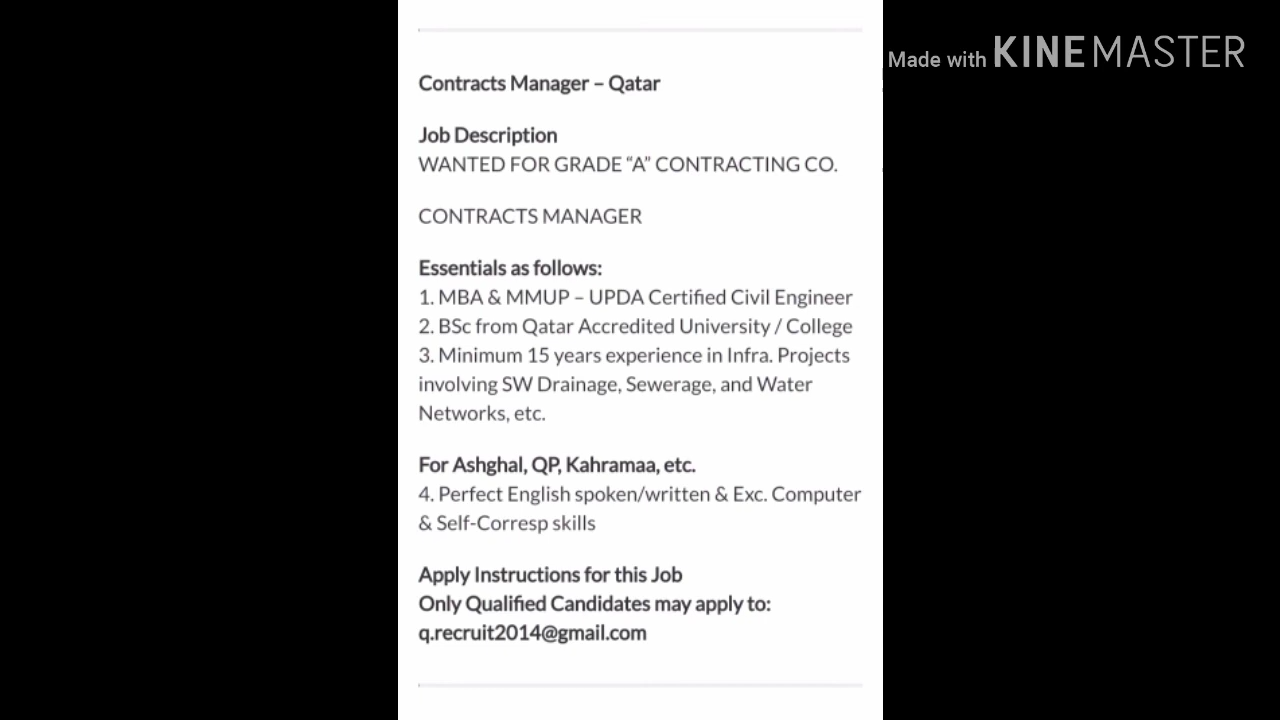 Made with KINEMASTER
Contracts Manager – Qatar
Job Description
WANTED FOR GRADE “A” CONTRACTING CO.
CONTRACTS MANAGER
Essentials as follows:
1. MBA & MMUP – UPDA Certified Civil Engineer
2. BSc from Qatar Accredited University / College
3. Minimum 15 years experience in Infra. Projects
involving SW Drainage, Sewerage, and Water
Networks, etc.
For Ashghal, QP, Kahramaa, etc.
4. Perfect English spoken/written & Exc. Computer
& Self-Corresp skills
Apply Instructions for this Job
Only Qualified Candidates may apply to:
q.recruit2014@gmail.com